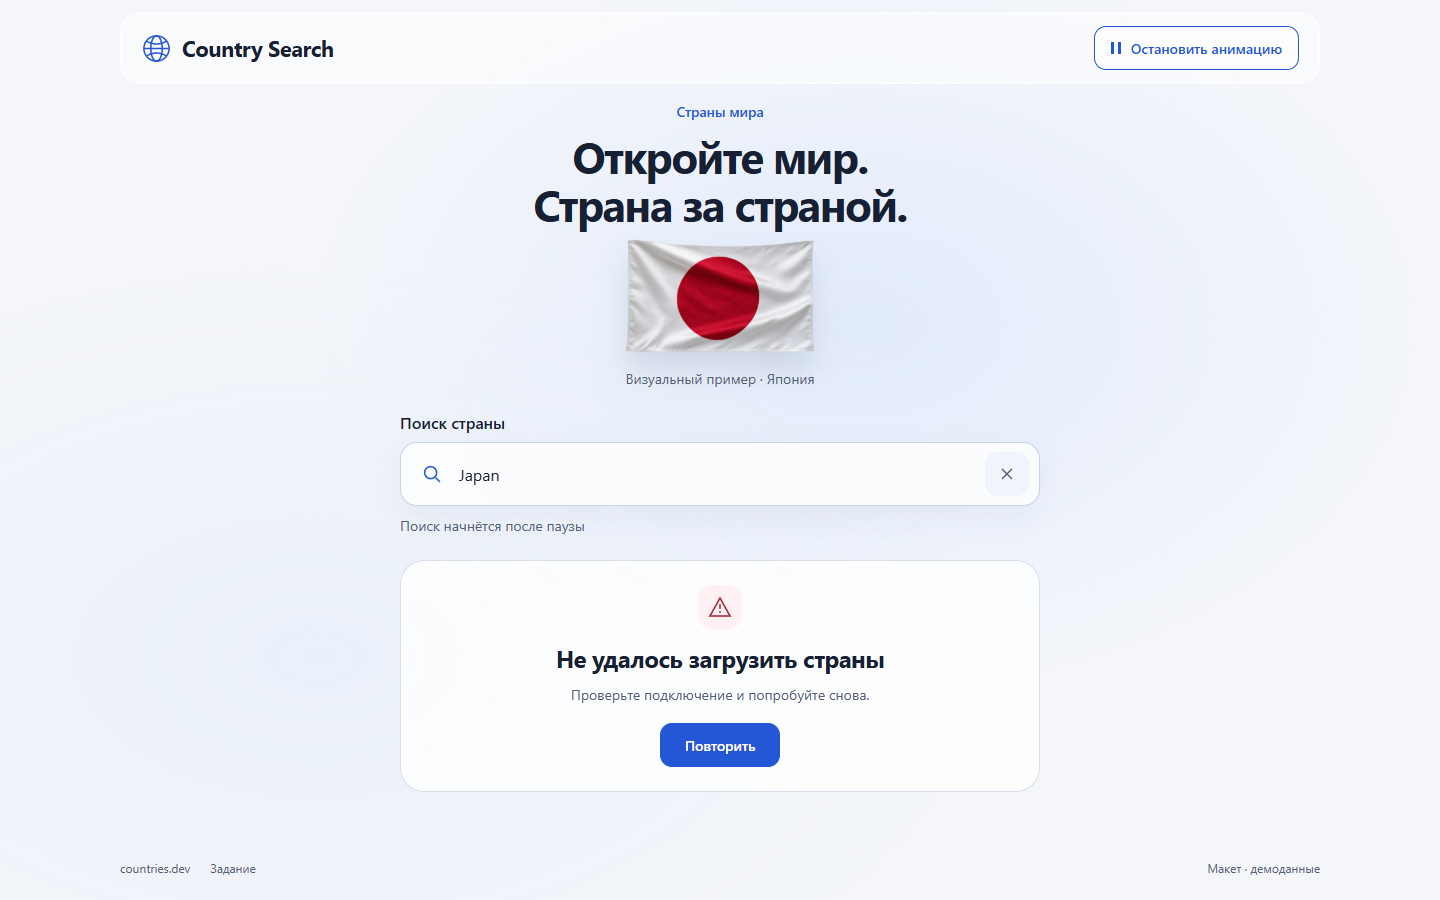 Country Search
Остановить анимацию
Страны мира
Откройте мир.
Страна за страной.
Визуальный пример · Япония
Поиск страны
Japan
Поиск начнётся после паузы
Не удалось загрузить страны
Проверьте подключение и попробуйте снова.
Повторить
countries.dev Задание
Макет · демоданные